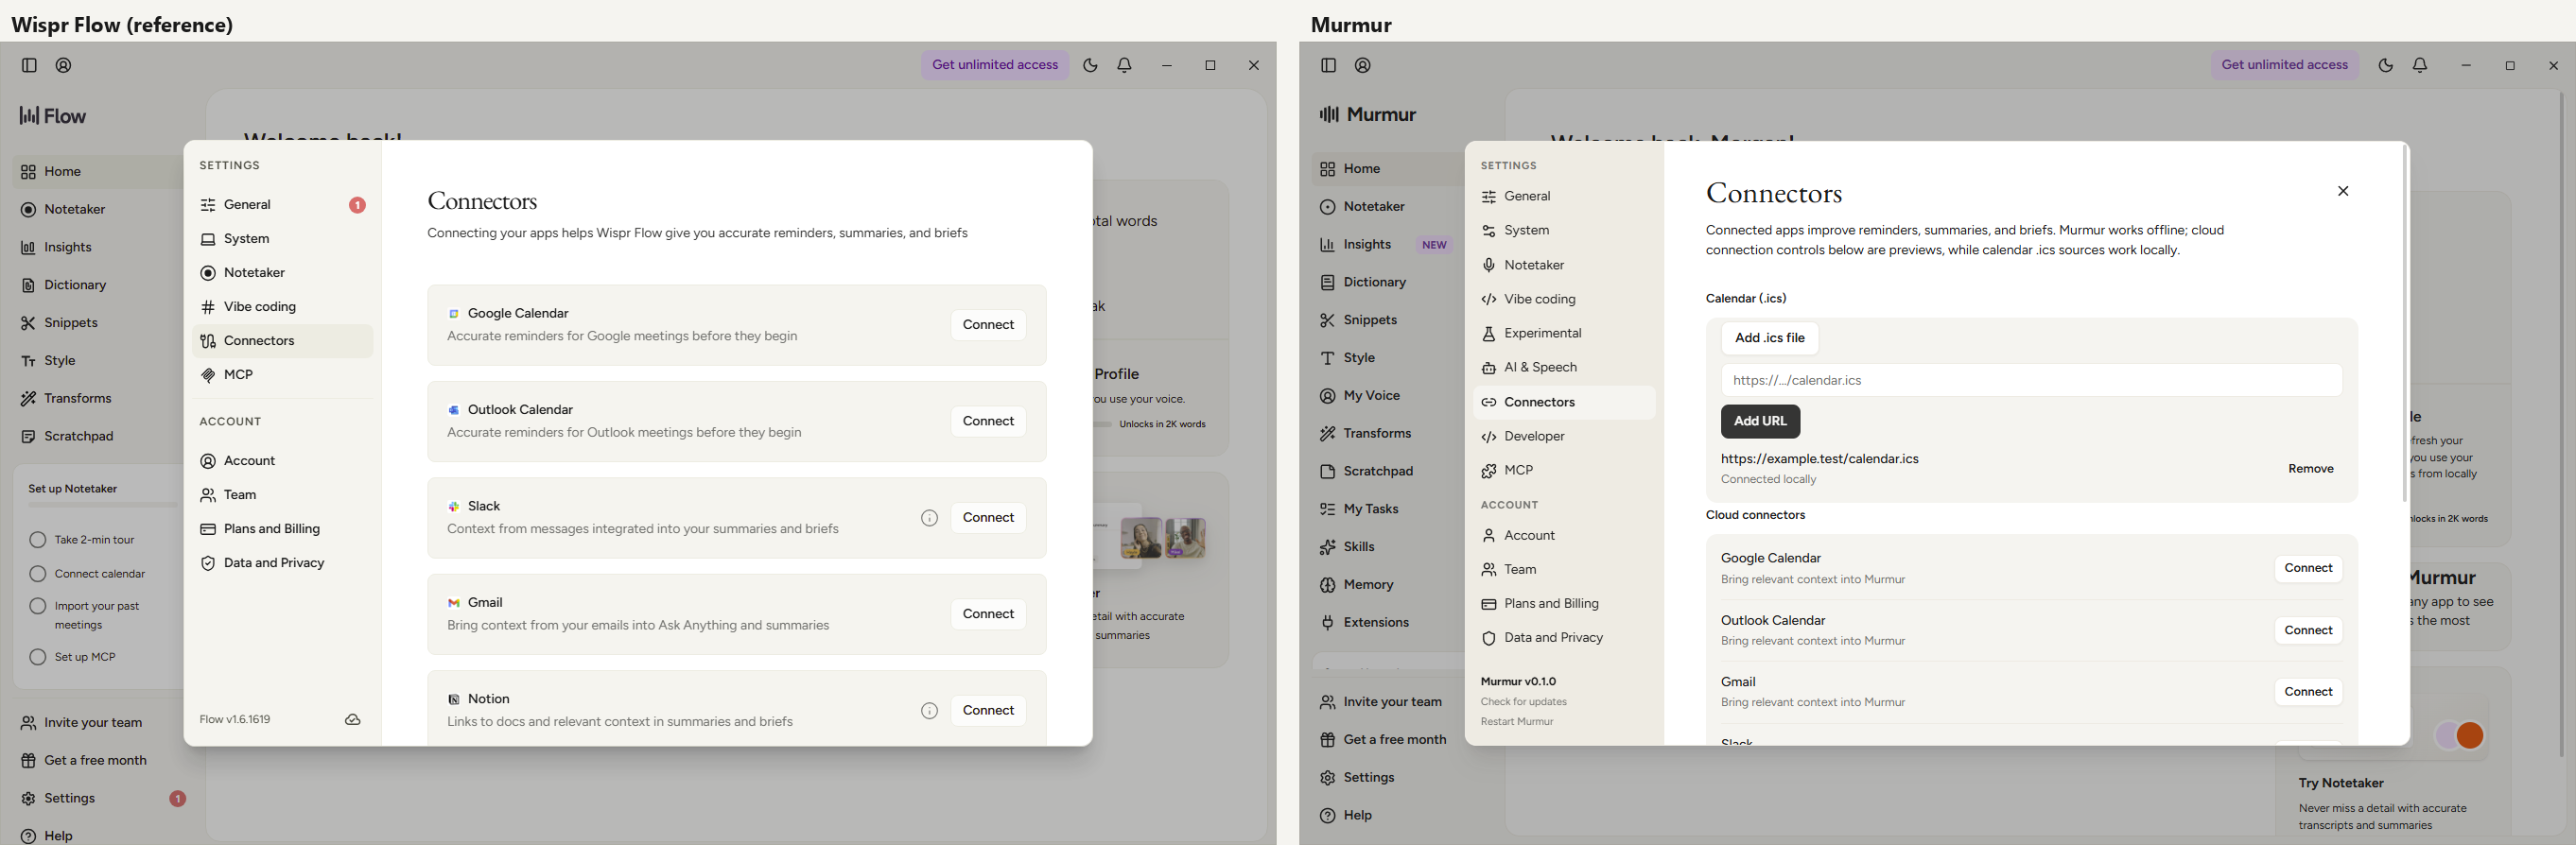 Wispr Flow (reference)
Get unlimited access
Flow
Welcome back!
Home
Notetaker
Insights
Dictionary
Snippets
Style
Transforms
Scratchpad
Set up Notetaker
Take 2-min tour
Connect calendar
Import your past
meetings
Set up MCP
Invite your team
Get a free month
Settings
1
Help
SETTINGS
General
1
System
Notetaker
Vibe coding
Connectors
MCP
ACCOUNT
Account
Team
Plans and Billing
Data and Privacy
Flow v1.6.1619
Connectors
Connecting your apps helps Wispr Flow give you accurate reminders, summaries, and briefs
Google Calendar
Accurate reminders for Google meetings before they begin
Connect
Outlook Calendar
Accurate reminders for Outlook meetings before they begin
Connect
Slack
Context from messages integrated into your summaries and briefs
Connect
Gmail
Bring context from your emails into Ask Anything and summaries
Connect
Notion
Links to docs and relevant context in summaries and briefs
Connect
otal words
ak
Profile
ou use your voice.
Unlocks in 2K words
er
etail with accurate
summaries
Murmur
Get unlimited access
Murmur
Welcome back, Morgan!
Home
Notetaker
Insights NEW
Dictionary
Snippets
Style
My Voice
Transforms
Scratchpad
My Tasks
Skills
Memory
Extensions
Invite your team
Get a free month
Settings
Help
SETTINGS
General
System
Notetaker
Vibe coding
Experimental
AI & Speech
Connectors
Developer
MCP
ACCOUNT
Account
Team
Plans and Billing
Data and Privacy
Murmur v0.1.0
Check for updates
Restart Murmur
Connectors
Connected apps improve reminders, summaries, and briefs. Murmur works offline; cloud
connection controls below are previews, while calendar .ics sources work locally.
Calendar (.ics)
Add .ics file
https://.../calendar.ics
Add URL
https://example.test/calendar.ics
Connected locally
Remove
Cloud connectors
Google Calendar
Bring relevant context into Murmur
Connect
Outlook Calendar
Bring relevant context into Murmur
Connect
Gmail
Bring relevant context into Murmur
Connect
Slack
le
fresh your
you use your
s from locally
nlocks in 2K words
Murmur
any app to see
s the most
Try Notetaker
Never miss a detail with accurate
transcripts and summaries